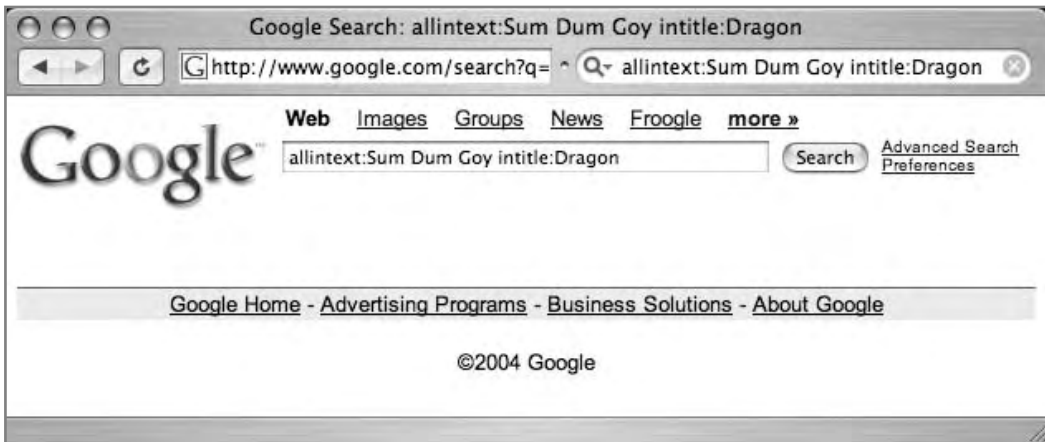 Google Search: allintext:Sum Dum Goy intitle:Dragon
G http://www.google.com/search?q= allintext:Sum Dum Goy intitle:Dragon
Web Images Groups News Froogle more »
Google™ allintext:Sum Dum Goy intitle:Dragon Search Advanced Search
Preferences
Google Home - Advertising Programs - Business Solutions - About Google
©2004 Google